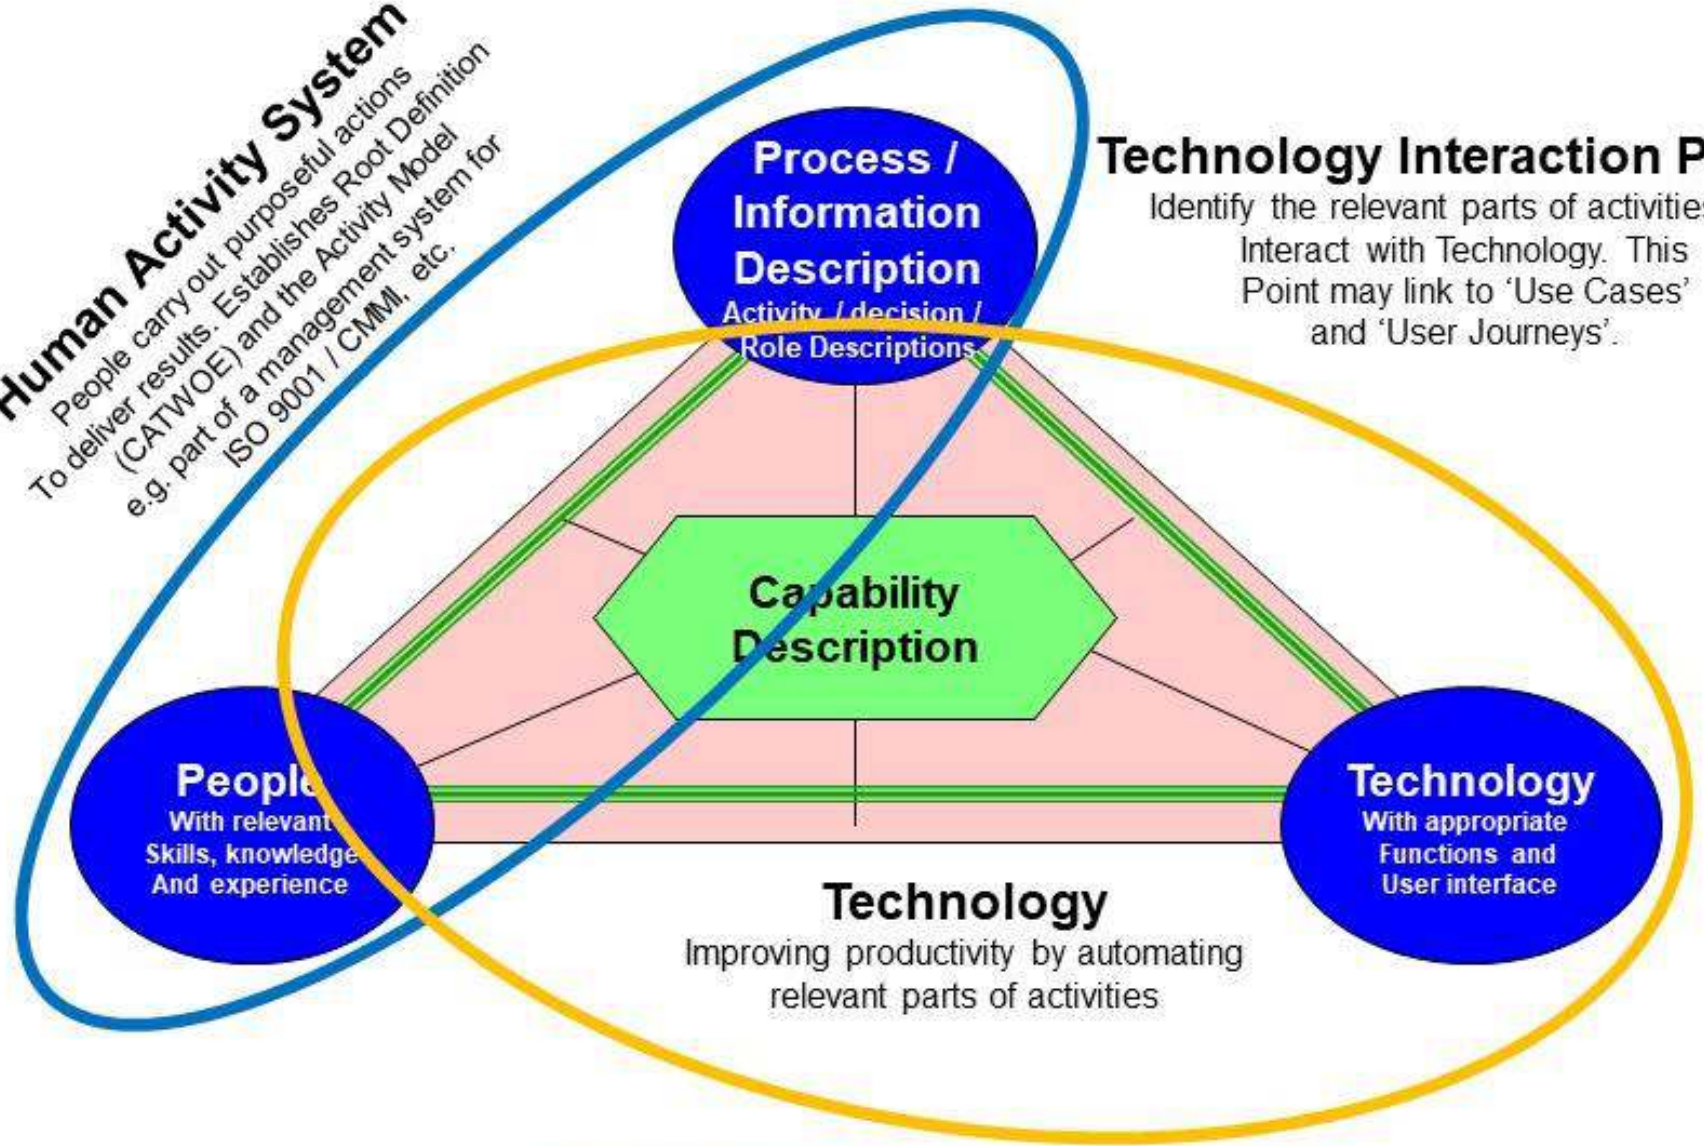 Human Activity System
People carry out purposeful actions
To deliver results. Establishes Root Definition
(CATWOE) and the Activity Model
e.g. part of a management system for
ISO 9001 / CMMI, etc.
Process /
Information
Description
Activity / decision /
Role Descriptions
Technology Interaction P
Identify the relevant parts of activities
Interact with Technology. This
Point may link to ‘Use Cases’
and ‘User Journeys’.
Capability
Description
People
With relevant
Skills, knowledge
And experience
Technology
With appropriate
Functions and
User interface
Technology
Improving productivity by automating
relevant parts of activities